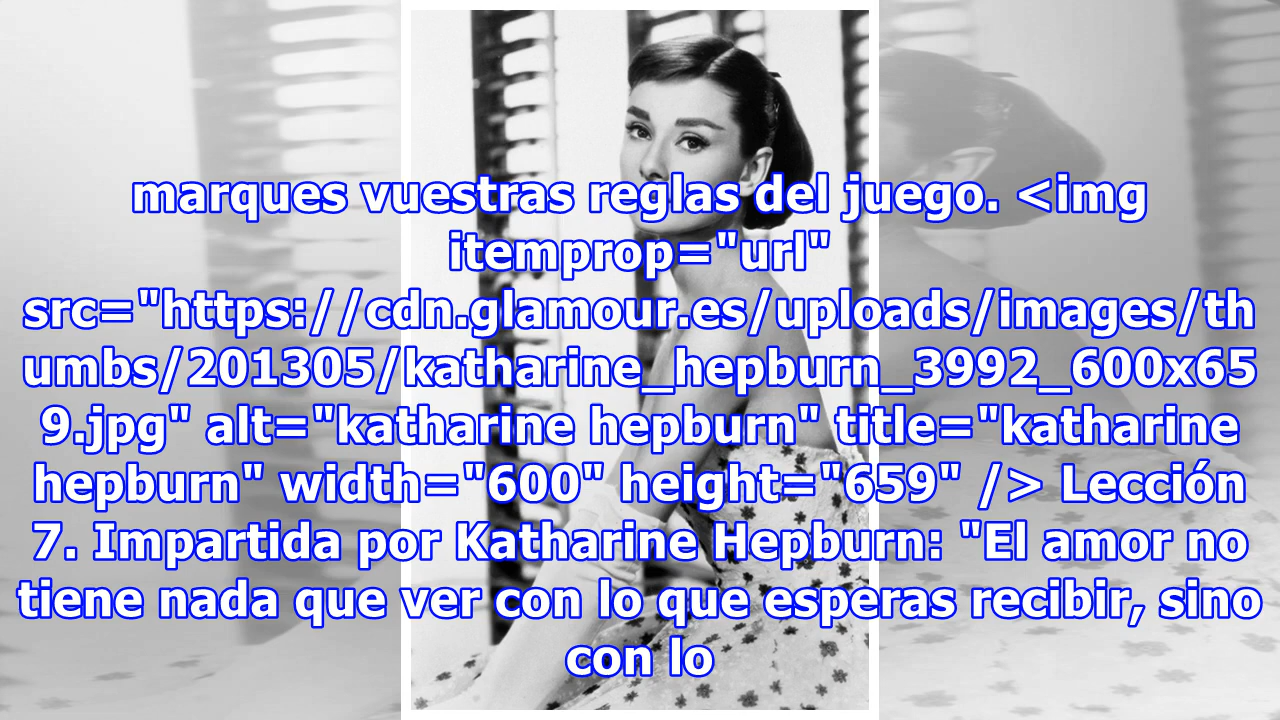 marques vuestras reglas del juego. <img
itemprop="url"
src="https://cdn.glamour.es/uploads/images/th
umbs/201305/katharine_hepburn_3992_600x65
9.jpg" alt="katharine hepburn" title="katharine
hepburn" width="600" height="659" /> Lección
7. Impartida por Katharine Hepburn: "El amor no
tiene nada que ver con lo que esperas recibir, sino
con lo